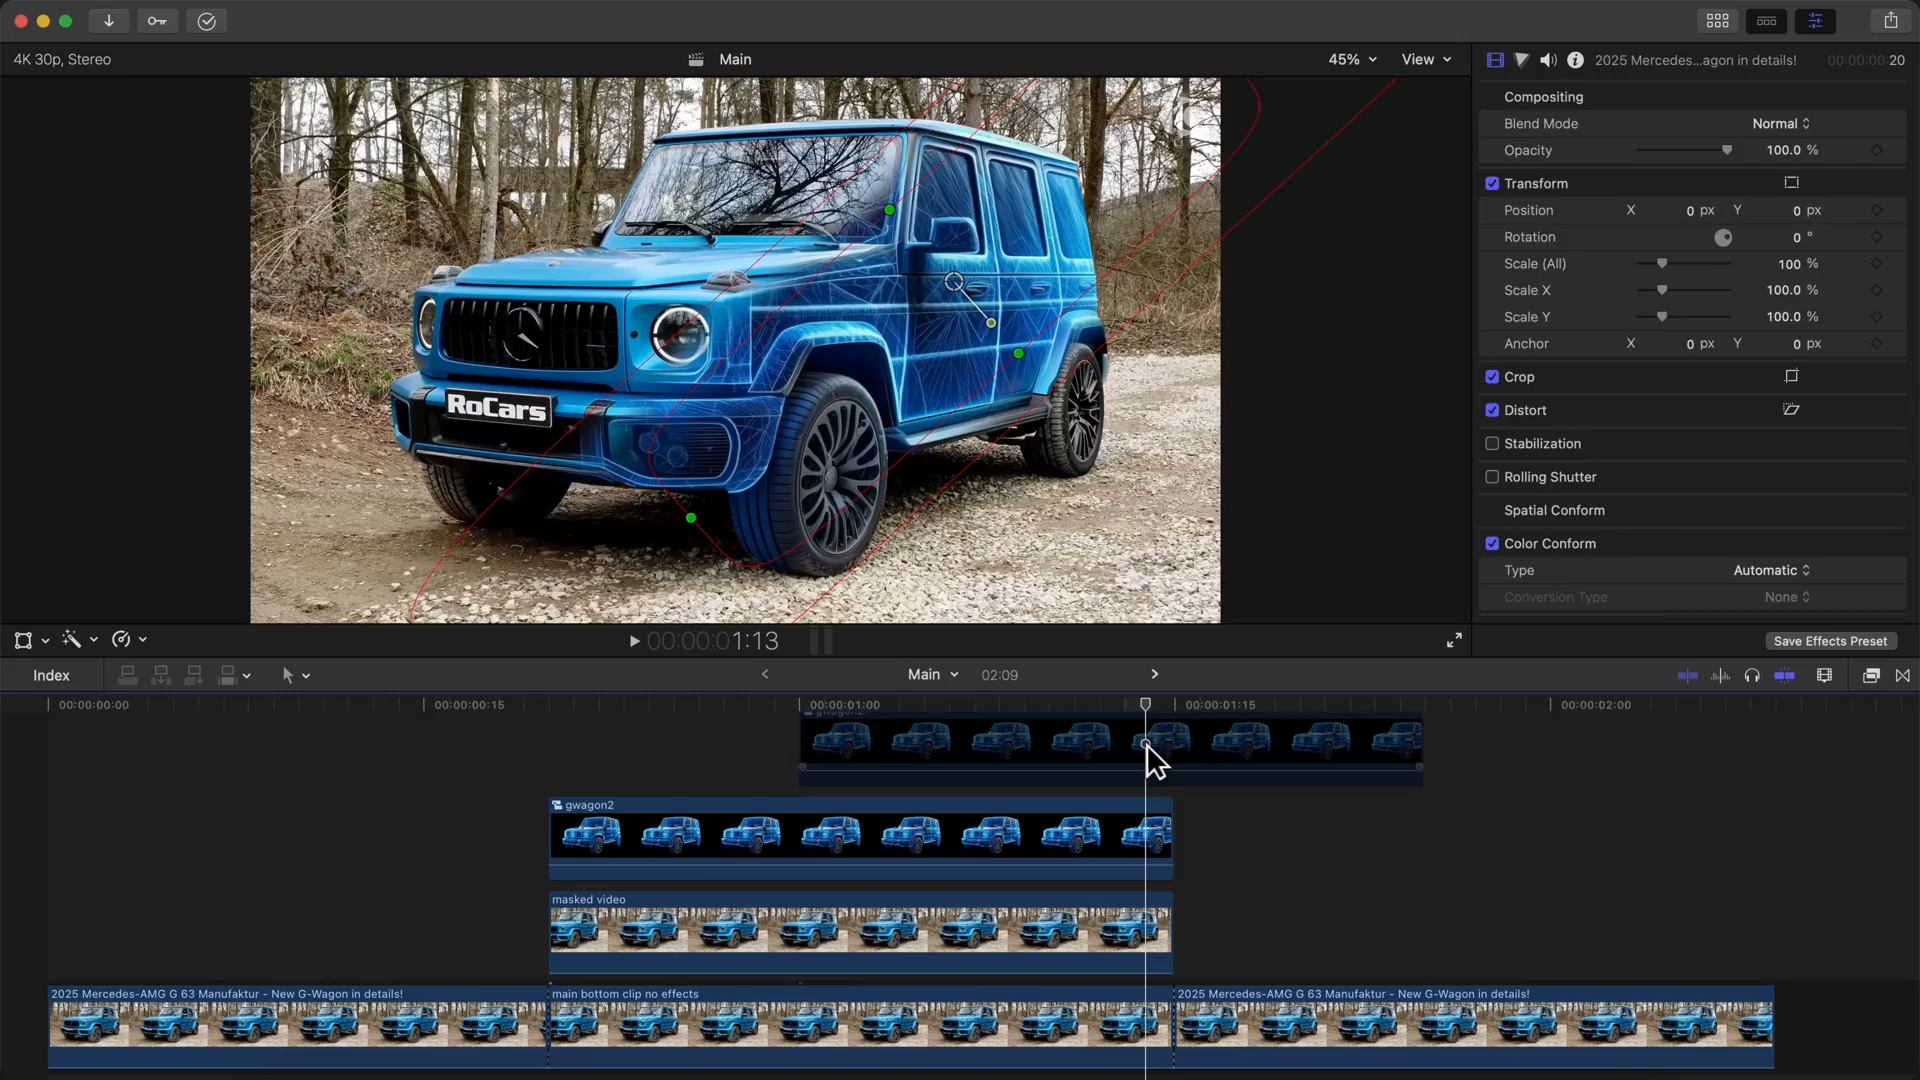 4K 30p, Stereo
Main
45%
View
2025 Mercedes...agon in details!
00:00:00:20
Compositing
Blend Mode
Normal
Opacity
100.0 %
Transform
Position
X
0 px
Y
0 px
Rotation
0 °
Scale (All)
100 %
Scale X
100.0 %
Scale Y
100.0 %
Anchor
X
0 px
Y
0 px
Crop
Distort
Stabilization
Rolling Shutter
Spatial Conform
Color Conform
Type
Automatic
Conversion Type
None
RoCars
00:00:01:13
Save Effects Preset
Index
Main
02:09
00:00:00:00
00:00:00:15
00:00:01:00
00:00:01:15
00:00:02:00
gwagon2
gwagon2
masked video
2025 Mercedes-AMG G 63 Manufaktur - New G-Wagon in details!
main bottom clip no effects
2025 Mercedes-AMG G 63 Manufaktur - New G-Wagon in details!